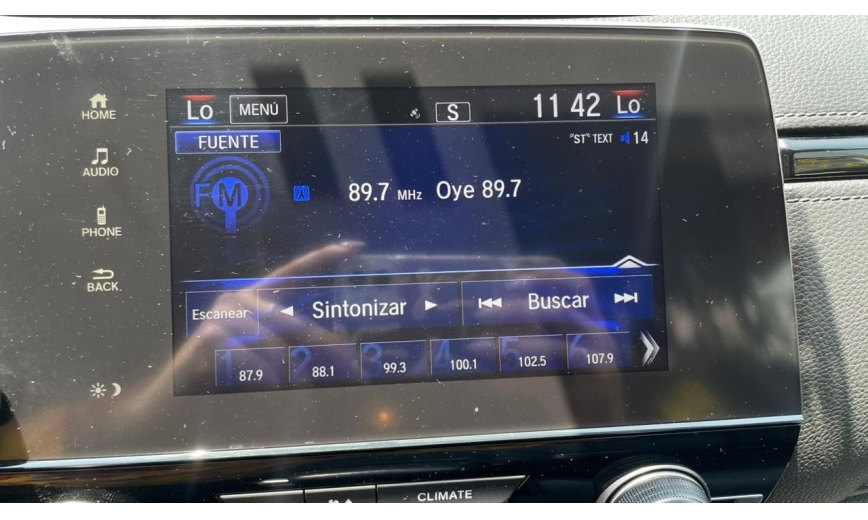 HOME
AUDIO
PHONE
BACK
Lo MENÚ S 11 42 Lo
FUENTE "ST" TEXT 14
FM 89.7 MHz Oye 89.7
Escanear Sintonizar Buscar
1 87.9 2 88.1 3 99.3 4 100.1 5 102.5 6 107.9
CLIMATE